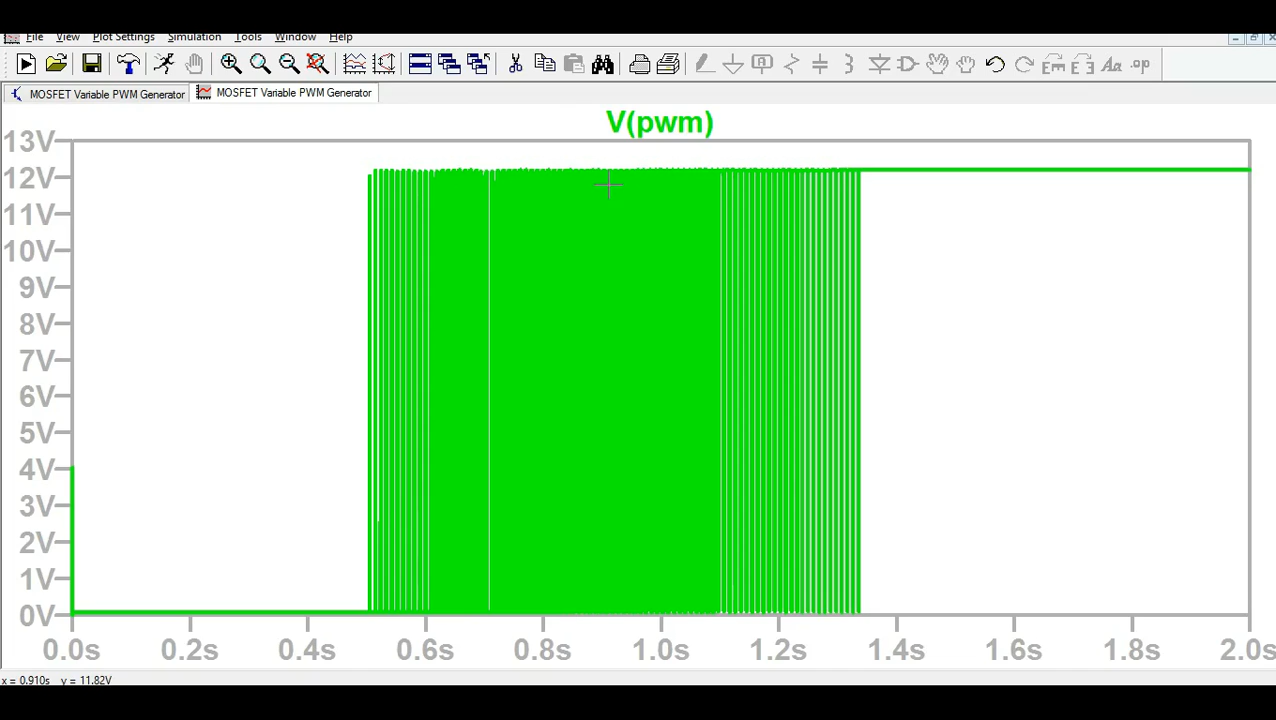 File View Plot Settings Simulation Tools Window Help
Aa .op
MOSFET Variable PWM Generator MOSFET Variable PWM Generator
V(pwm)
13V
12V
11V
10V
9V
8V
7V
6V
5V
4V
3V
2V
1V
0V
0.0s 0.2s 0.4s 0.6s 0.8s 1.0s 1.2s 1.4s 1.6s 1.8s 2.0s
x = 0.910s y = 11.82V